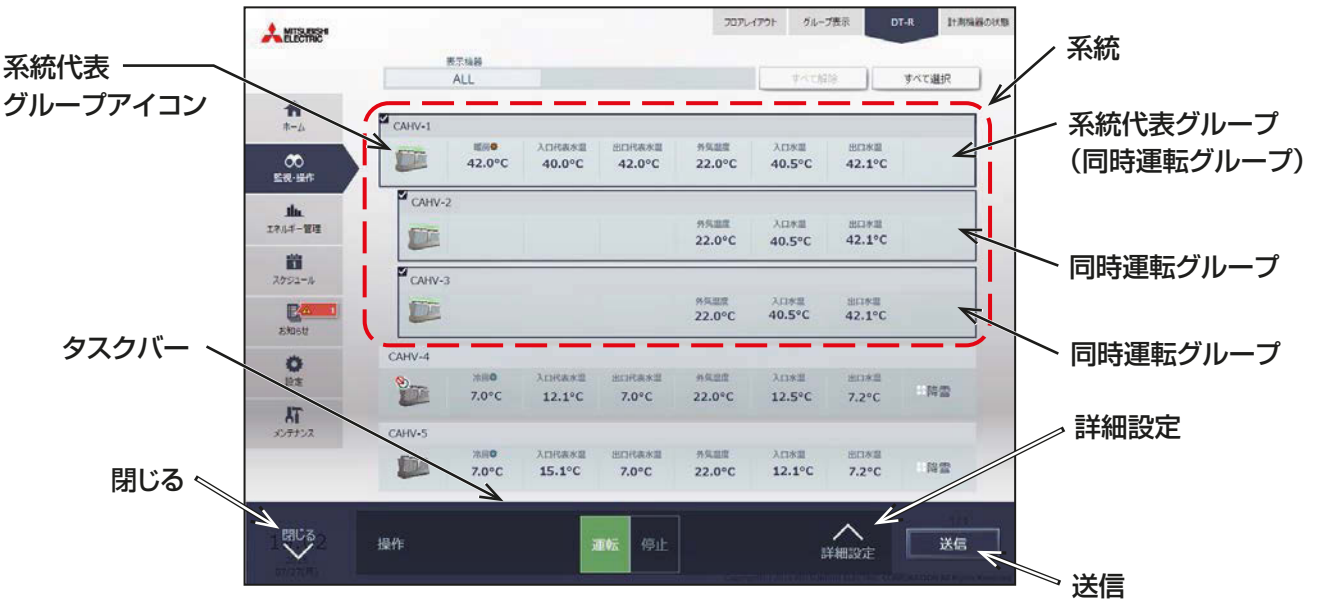 MITSUBISHI
ELECTRIC
フロアレイアウト グループ表示 DT-R 計測機器の状態
系統
系統代表
グループアイコン
表示機器
ALL
すべて解除 すべて選択
ホーム
監視・操作
エネルギー管理
スケジュール
お知らせ
1
設定
メンテナンス
CAHV-1
暖房 入口代表水温 出口代表水温 外気温度 入口水温 出口水温
42.0°C 40.0°C 42.0°C 22.0°C 40.5°C 42.1°C
系統代表グループ
(同時運転グループ)
CAHV-2
外気温度 入口水温 出口水温
22.0°C 40.5°C 42.1°C
同時運転グループ
CAHV-3
外気温度 入口水温 出口水温
22.0°C 40.5°C 42.1°C
同時運転グループ
タスクバー
CAHV-4
冷房 入口代表水温 出口代表水温 外気温度 入口水温 出口水温
7.0°C 12.1°C 7.0°C 22.0°C 12.5°C 7.2°C 降雪
詳細設定
CAHV-5
冷房 入口代表水温 出口代表水温 外気温度 入口水温 出口水温
7.0°C 15.1°C 7.0°C 22.0°C 12.1°C 7.2°C 降雪
閉じる
閉じる
操作 運転 停止 詳細設定 送信
送信